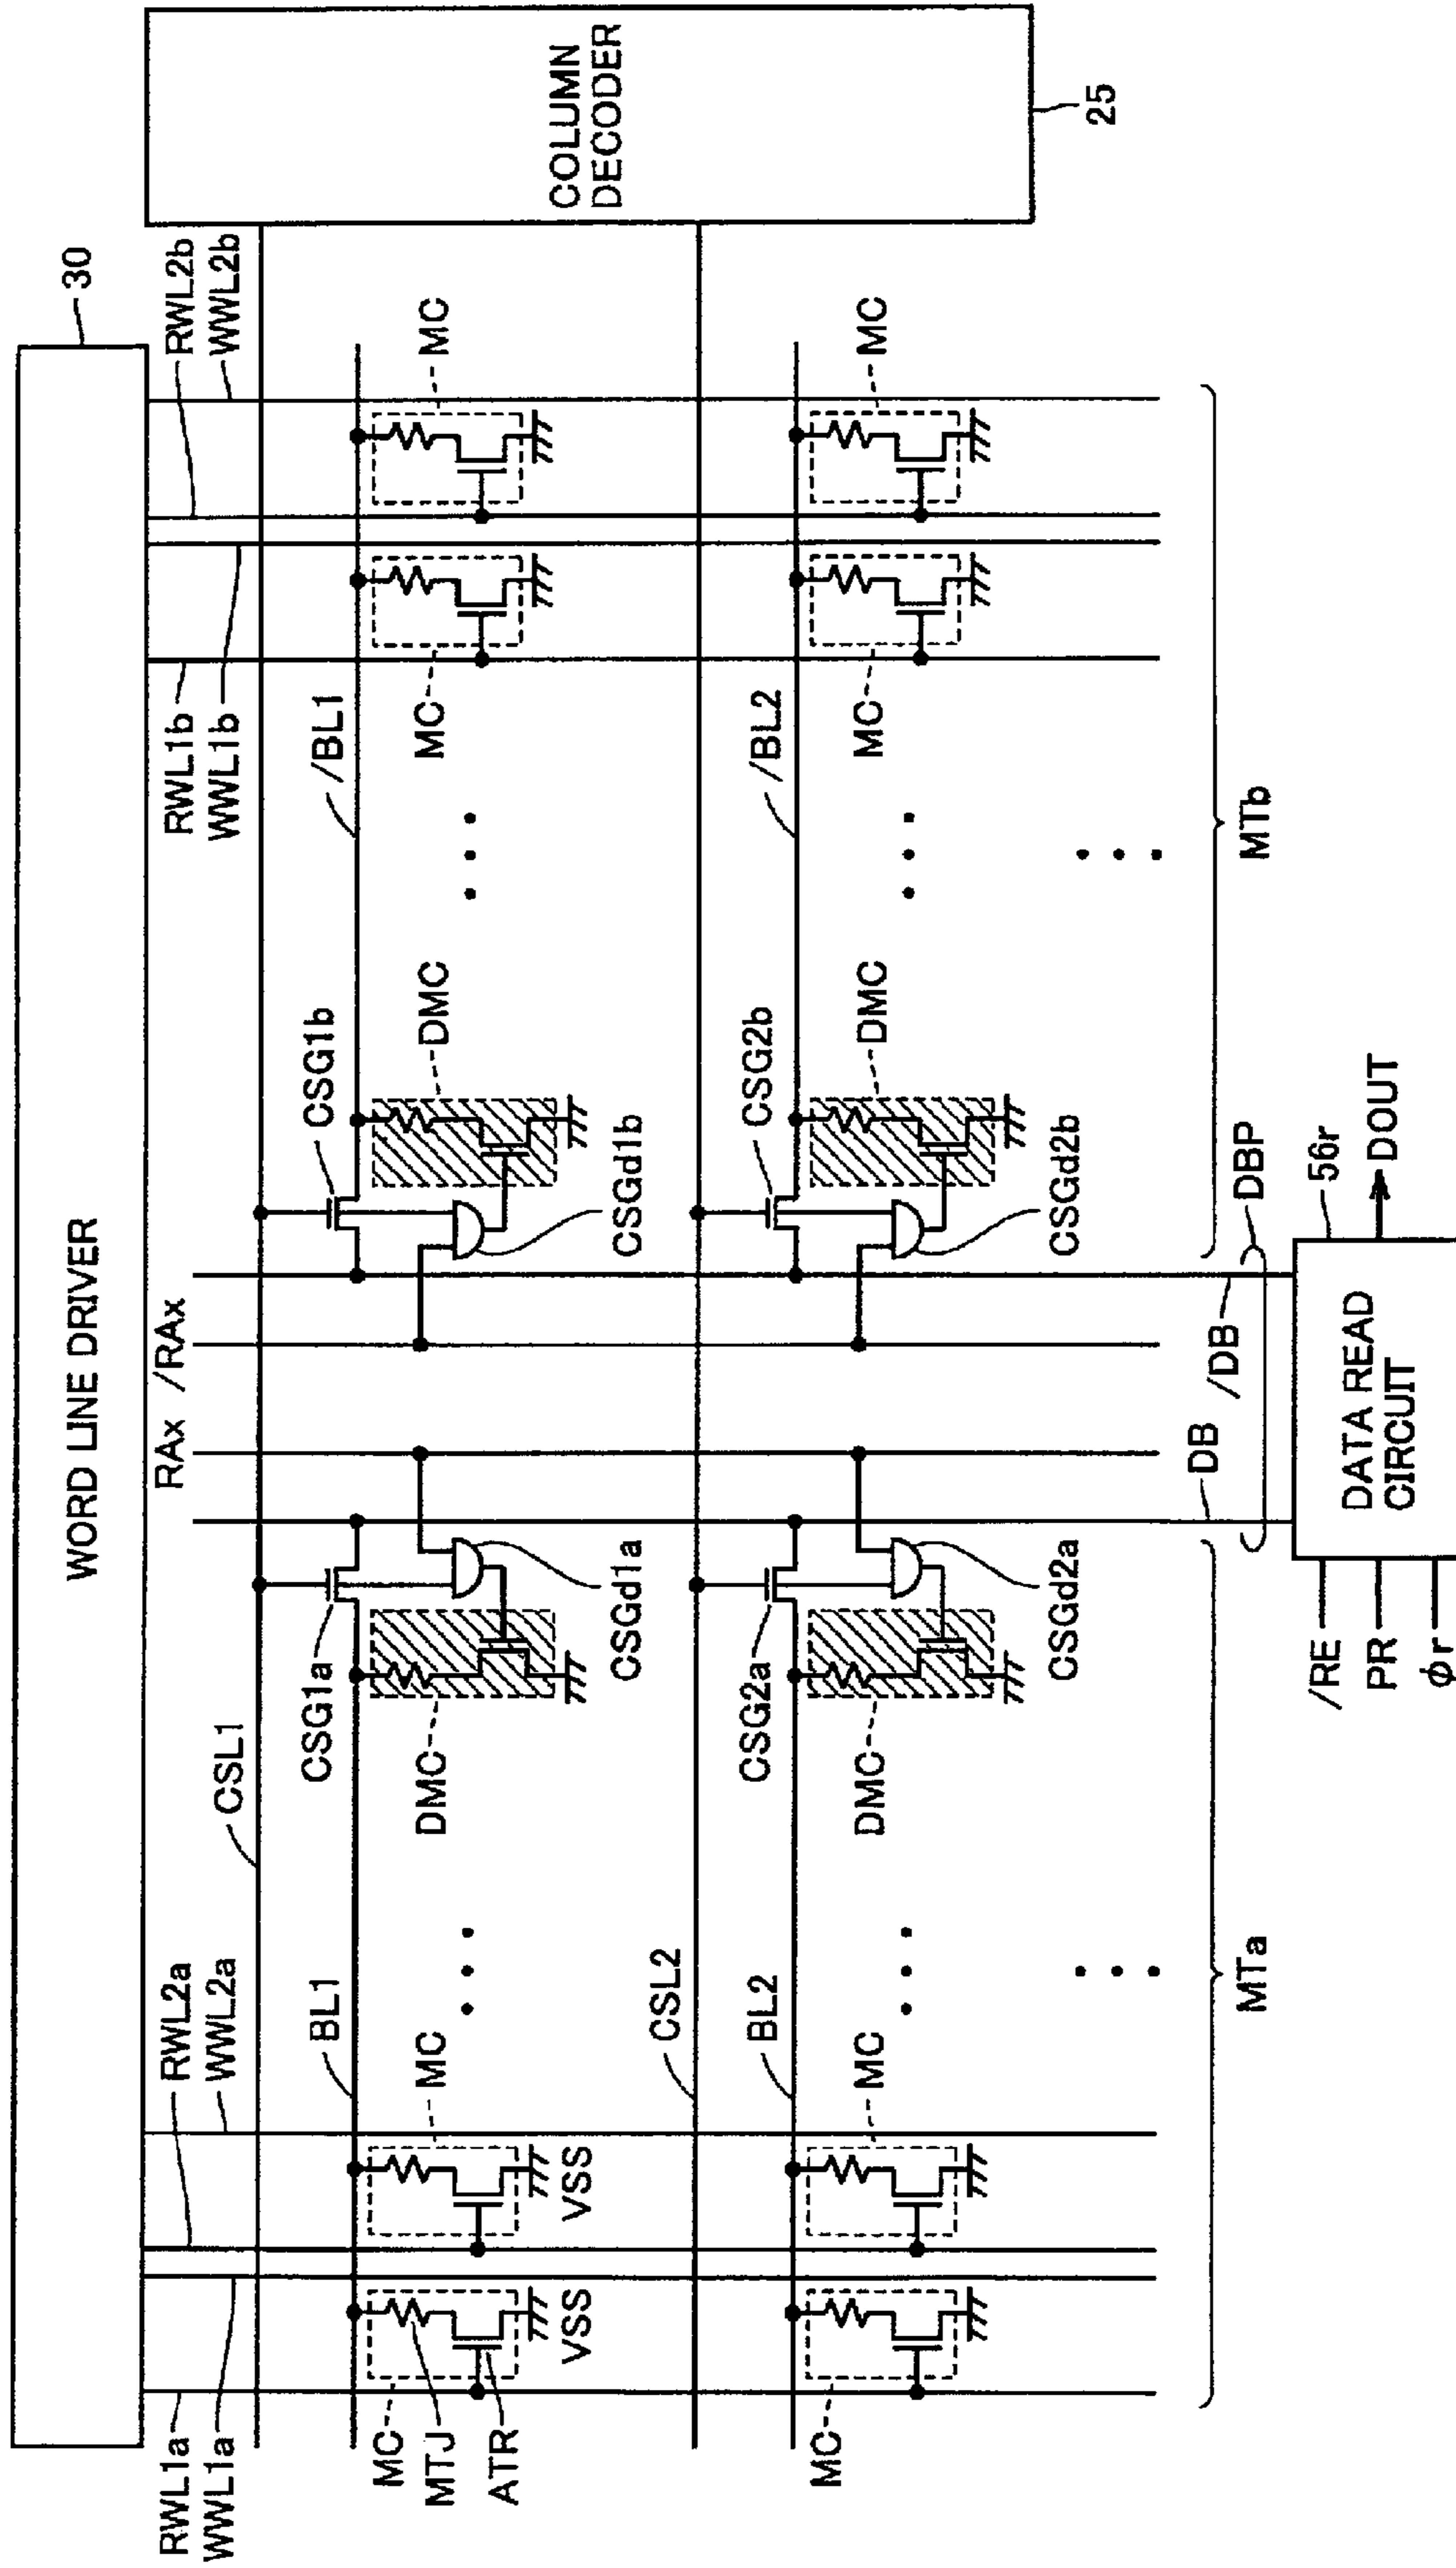 WORD LINE DRIVER
30
RWL1a
WWL1a
RWL2a
WWL2a
RAx
/RAx
RWL1b
WWL1b
RWL2b
WWL2b
COLUMN
DECODER
25
CSL1
BL1
CSG1a
CSG1b
/BL1
MC
MTJ
ATR
VSS
MC
VSS
DMC
CSGd1a
CSGd1b
DMC
MC
MC
CSL2
BL2
CSG2a
CSG2b
/BL2
MC
MC
DMC
CSGd2a
CSGd2b
DMC
MC
MC
MTa
DB
/DB
DBP
MTb
/RE
PR
φr
DATA READ
CIRCUIT
56r
DOUT